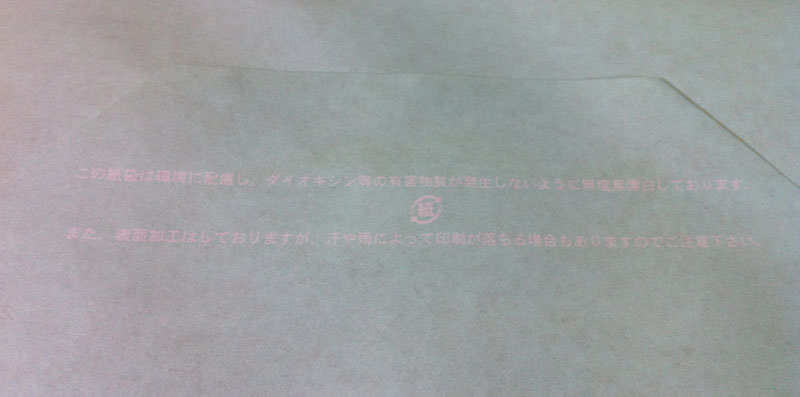 この紙袋は環境に配慮し、ダイオキシン等の有害物質が発生しないように無塩素漂白しております。
紙
また、表面加工はしておりますが、汗や雨によって印刷が落ちる場合もありますのでご注意下さい。